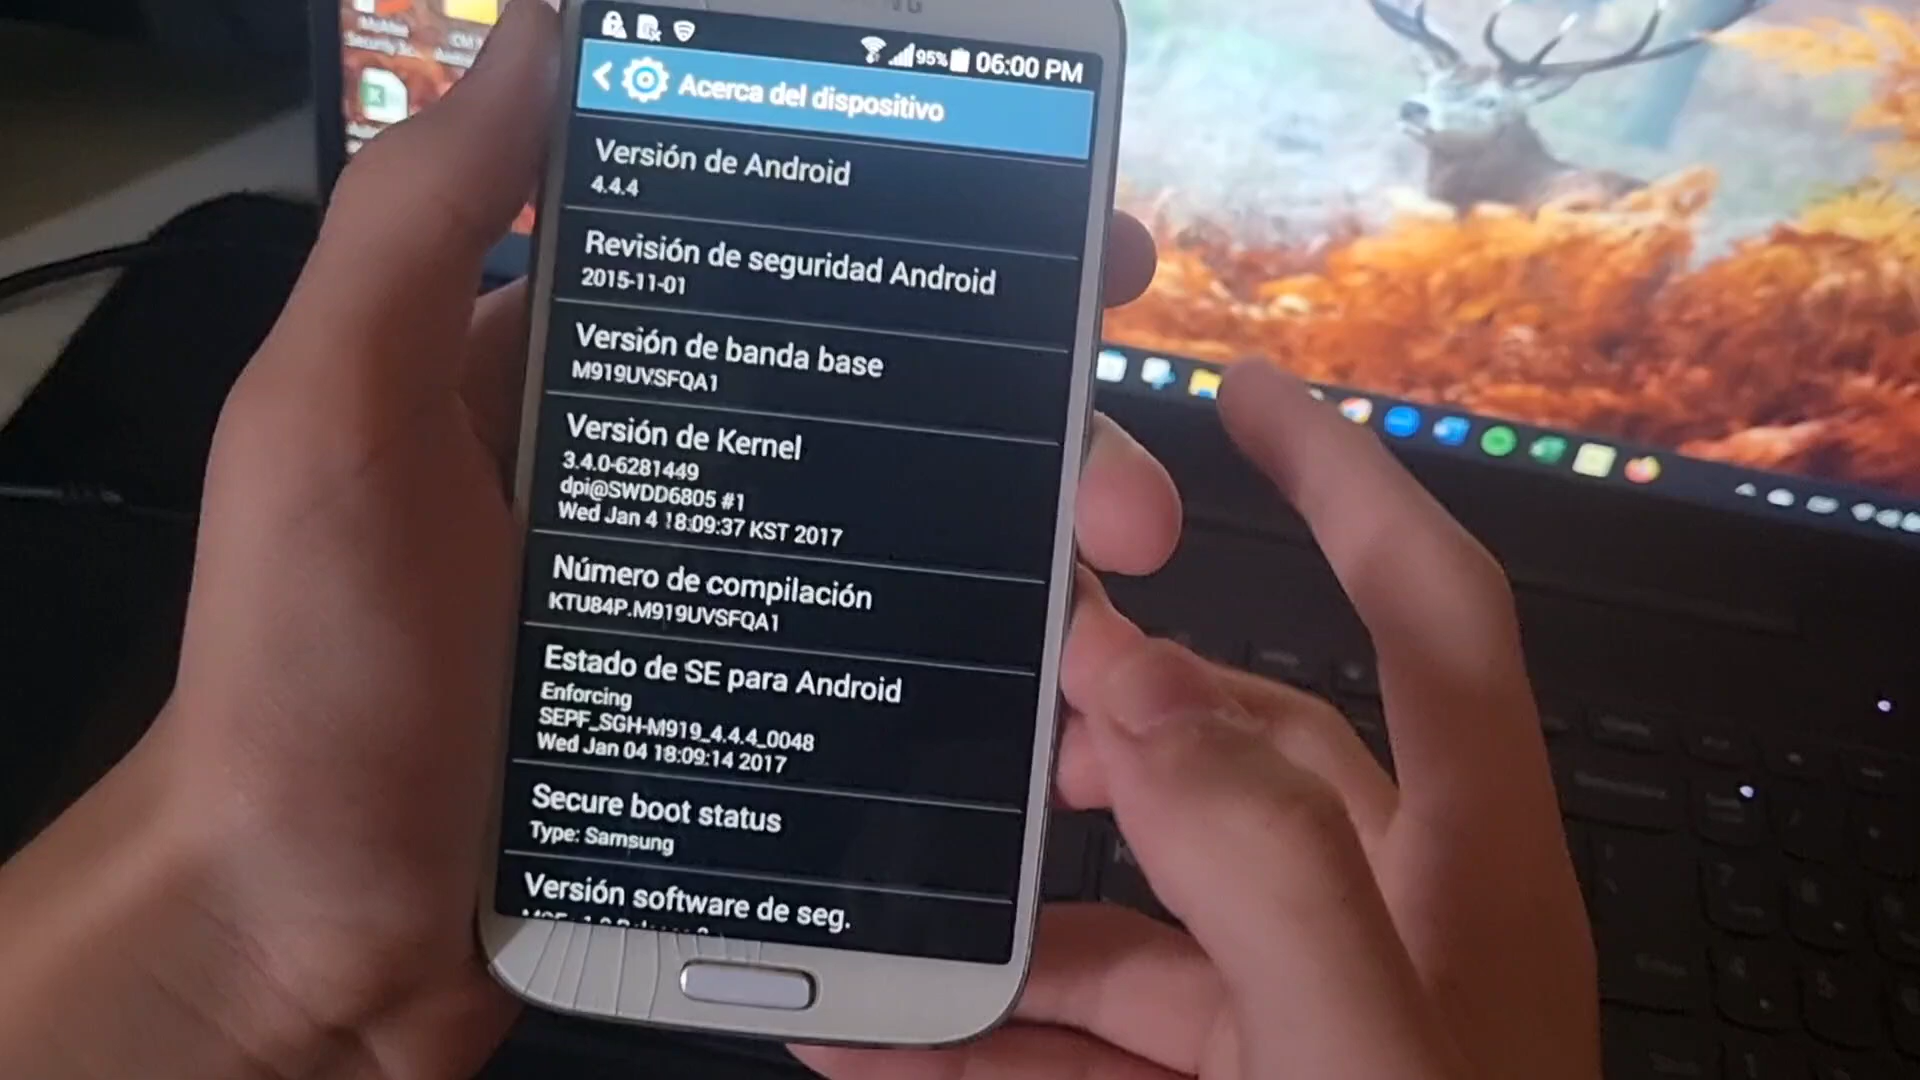 95% 06:00 PM
Acerca del dispositivo
Versión de Android
4.4.4
Revisión de seguridad Android
2015-11-01
Versión de banda base
M919UVSFQA1
Versión de Kernel
3.4.0-6281449
dpi@SWDD6805 #1
Wed Jan 4 18:09:37 KST 2017
Número de compilación
KTU84P.M919UVSFQA1
Estado de SE para Android
Enforcing
SEPF_SGH-M919_4.4.4_0048
Wed Jan 04 18:09:14 2017
Secure boot status
Type: Samsung
Versión software de seg.